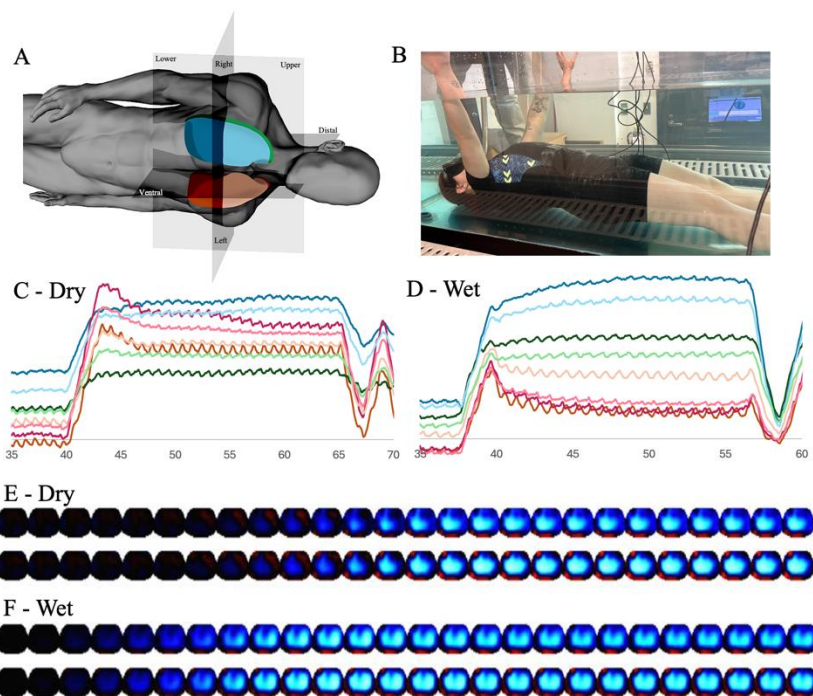 A
Lower
Right
Upper
Distal
Ventral
Left
B
C - Dry
35 40 45 50 55 60 65 70
D - Wet
35 40 45 50 55 60
E - Dry
F - Wet